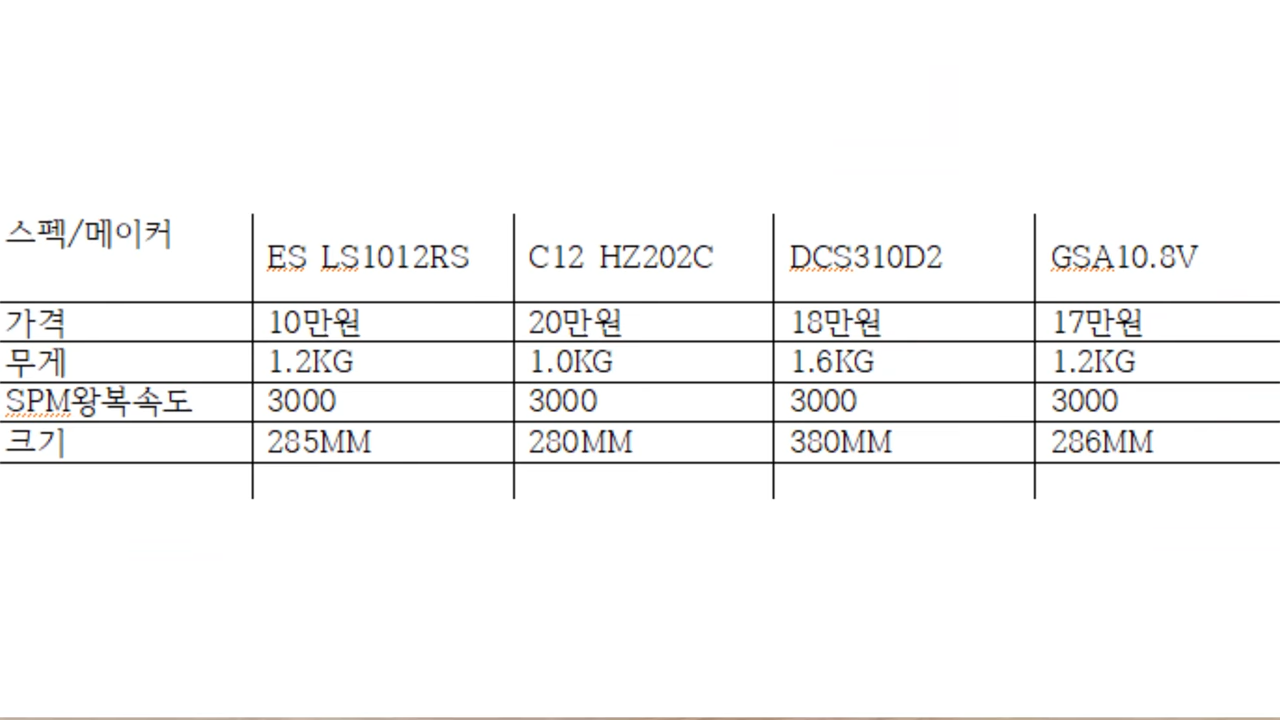 스펙/메이커 ES LS1012RS C12 HZ202C DCS310D2 GSA10.8V
가격 10만원 20만원 18만원 17만원
무게 1.2KG 1.0KG 1.6KG 1.2KG
SPM왕복속도 3000 3000 3000 3000
크기 285MM 280MM 380MM 286MM